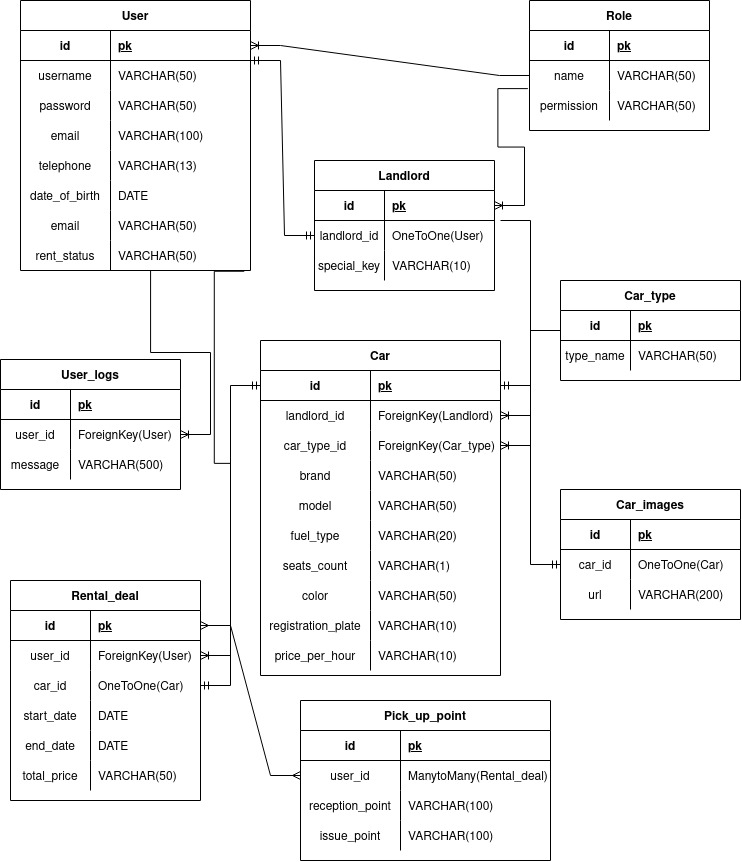 User
id pk
username VARCHAR(50)
password VARCHAR(50)
email VARCHAR(100)
telephone VARCHAR(13)
date_of_birth DATE
email VARCHAR(50)
rent_status VARCHAR(50)
Role
id pk
name VARCHAR(50)
permission VARCHAR(50)
Landlord
id pk
landlord_id OneToOne(User)
special_key VARCHAR(10)
Car_type
id pk
type_name VARCHAR(50)
User_logs
id pk
user_id ForeignKey(User)
message VARCHAR(500)
Car
id pk
landlord_id ForeignKey(Landlord)
car_type_id ForeignKey(Car_type)
brand VARCHAR(50)
model VARCHAR(50)
fuel_type VARCHAR(20)
seats_count VARCHAR(1)
color VARCHAR(50)
registration_plate VARCHAR(10)
price_per_hour VARCHAR(10)
Car_images
id pk
car_id OneToOne(Car)
url VARCHAR(200)
Rental_deal
id pk
user_id ForeignKey(User)
car_id OneToOne(Car)
start_date DATE
end_date DATE
total_price VARCHAR(50)
Pick_up_point
id pk
user_id ManytoMany(Rental_deal)
reception_point VARCHAR(100)
issue_point VARCHAR(100)